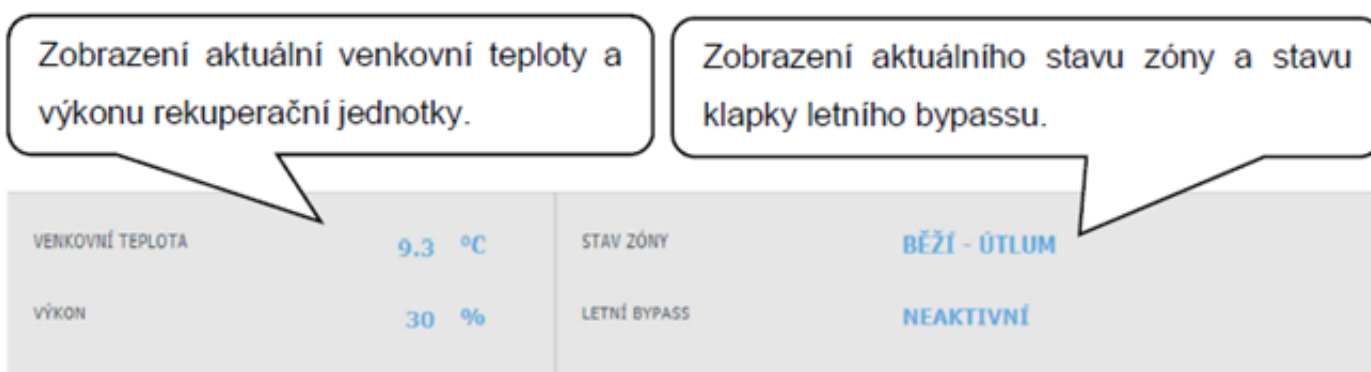 Zobrazení aktuální venkovní teploty a
výkonu rekuperační jednotky.
Zobrazení aktuálního stavu zóny a stavu
klapky letního bypassu.
VENKOVNÍ TEPLOTA 9.3 °C
VÝKON 30 %
STAV ZÓNY BĚŽÍ - ÚTLUM
LETNÍ BYPASS NEAKTIVNÍ